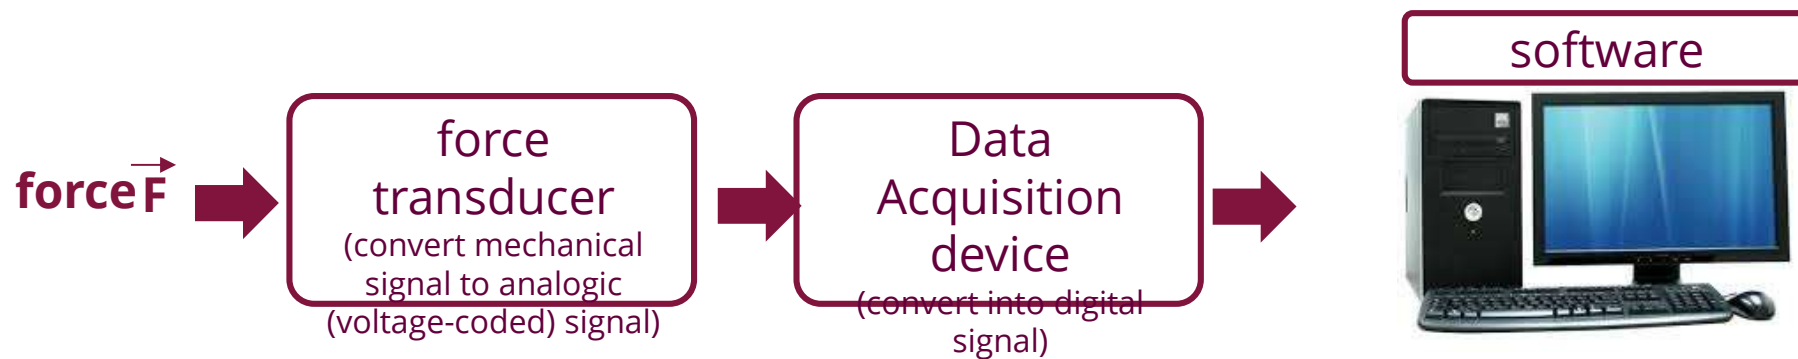 software
force F
force
transducer
(convert mechanical
signal to analogic
(voltage-coded) signal)
Data
Acquisition
device
(convert into digital
signal)